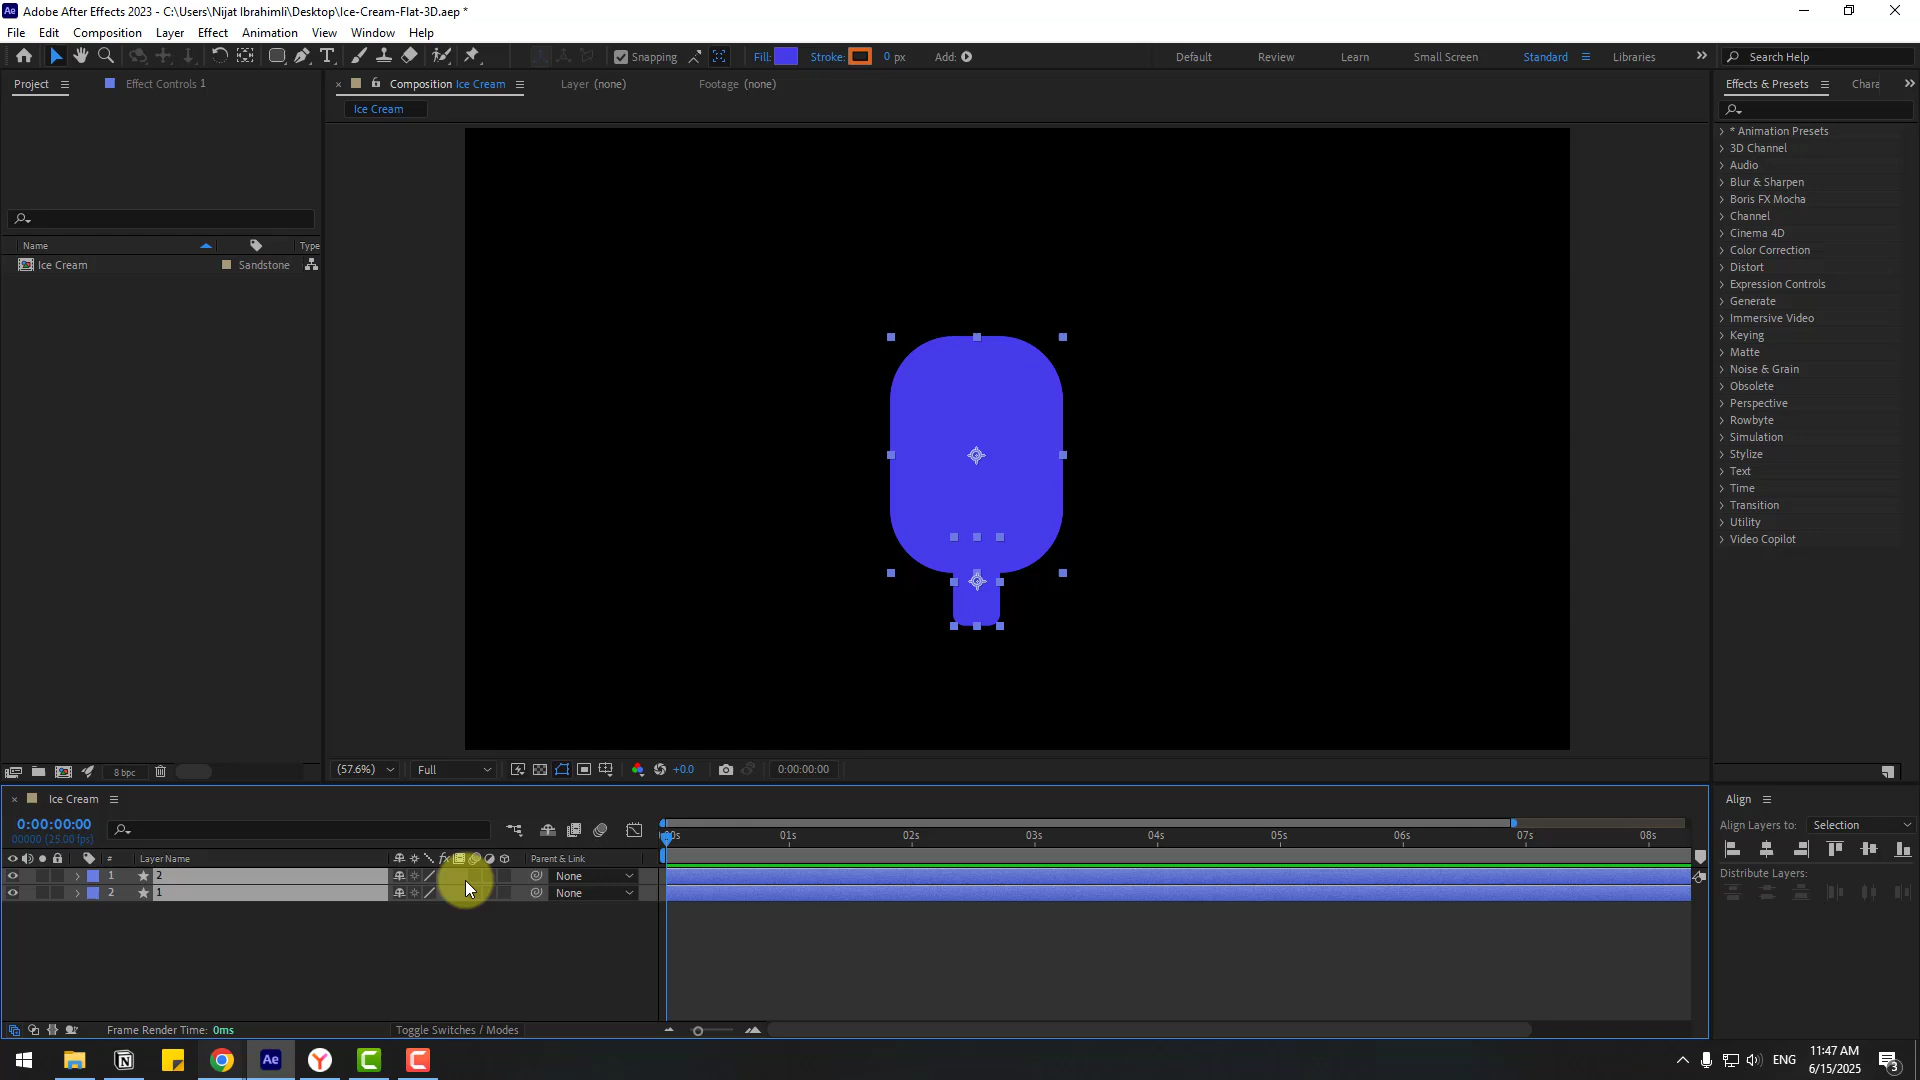 Adobe After Effects 2023 - C:\Users\Nijat Ibrahimli\Desktop\Ice-Cream-Flat-3D.aep *
File Edit Composition Layer Effect Animation View Window Help
Snapping Fill: Stroke: 0 px Add: Default Review Learn Small Screen Standard Libraries Search Help
Project Effect Controls 1 Composition Ice Cream Layer (none) Footage (none) Effects & Presets Chara
Ice Cream
* Animation Presets
3D Channel
Audio
Blur & Sharpen
Boris FX Mocha
Channel
Cinema 4D
Color Correction
Distort
Expression Controls
Generate
Immersive Video
Keying
Matte
Noise & Grain
Obsolete
Perspective
Rowbyte
Simulation
Stylize
Text
Time
Transition
Utility
Video Copilot
Name Type
Ice Cream Sandstone
8 bpc (57.6%) Full +0.0 0:00:00:00
Ice Cream
0:00:00:00
00000 (25.00 fps)
# Layer Name fx Parent & Link
1 2 None
2 1 None
:00s 01s 02s 03s 04s 05s 06s 07s 08s
Frame Render Time: 0ms Toggle Switches / Modes
Align
Align Layers to: Selection
Distribute Layers:
Ae ENG 11:47 AM
6/15/2025
3